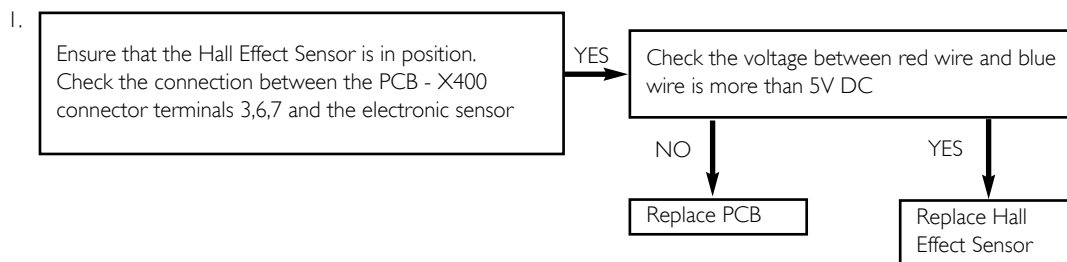 1.
Ensure that the Hall Effect Sensor is in position.
Check the connection between the PCB - X400
connector terminals 3,6,7 and the electronic sensor
YES
Check the voltage between red wire and blue
wire is more than 5V DC
NO
YES
Replace PCB
Replace Hall
Effect Sensor